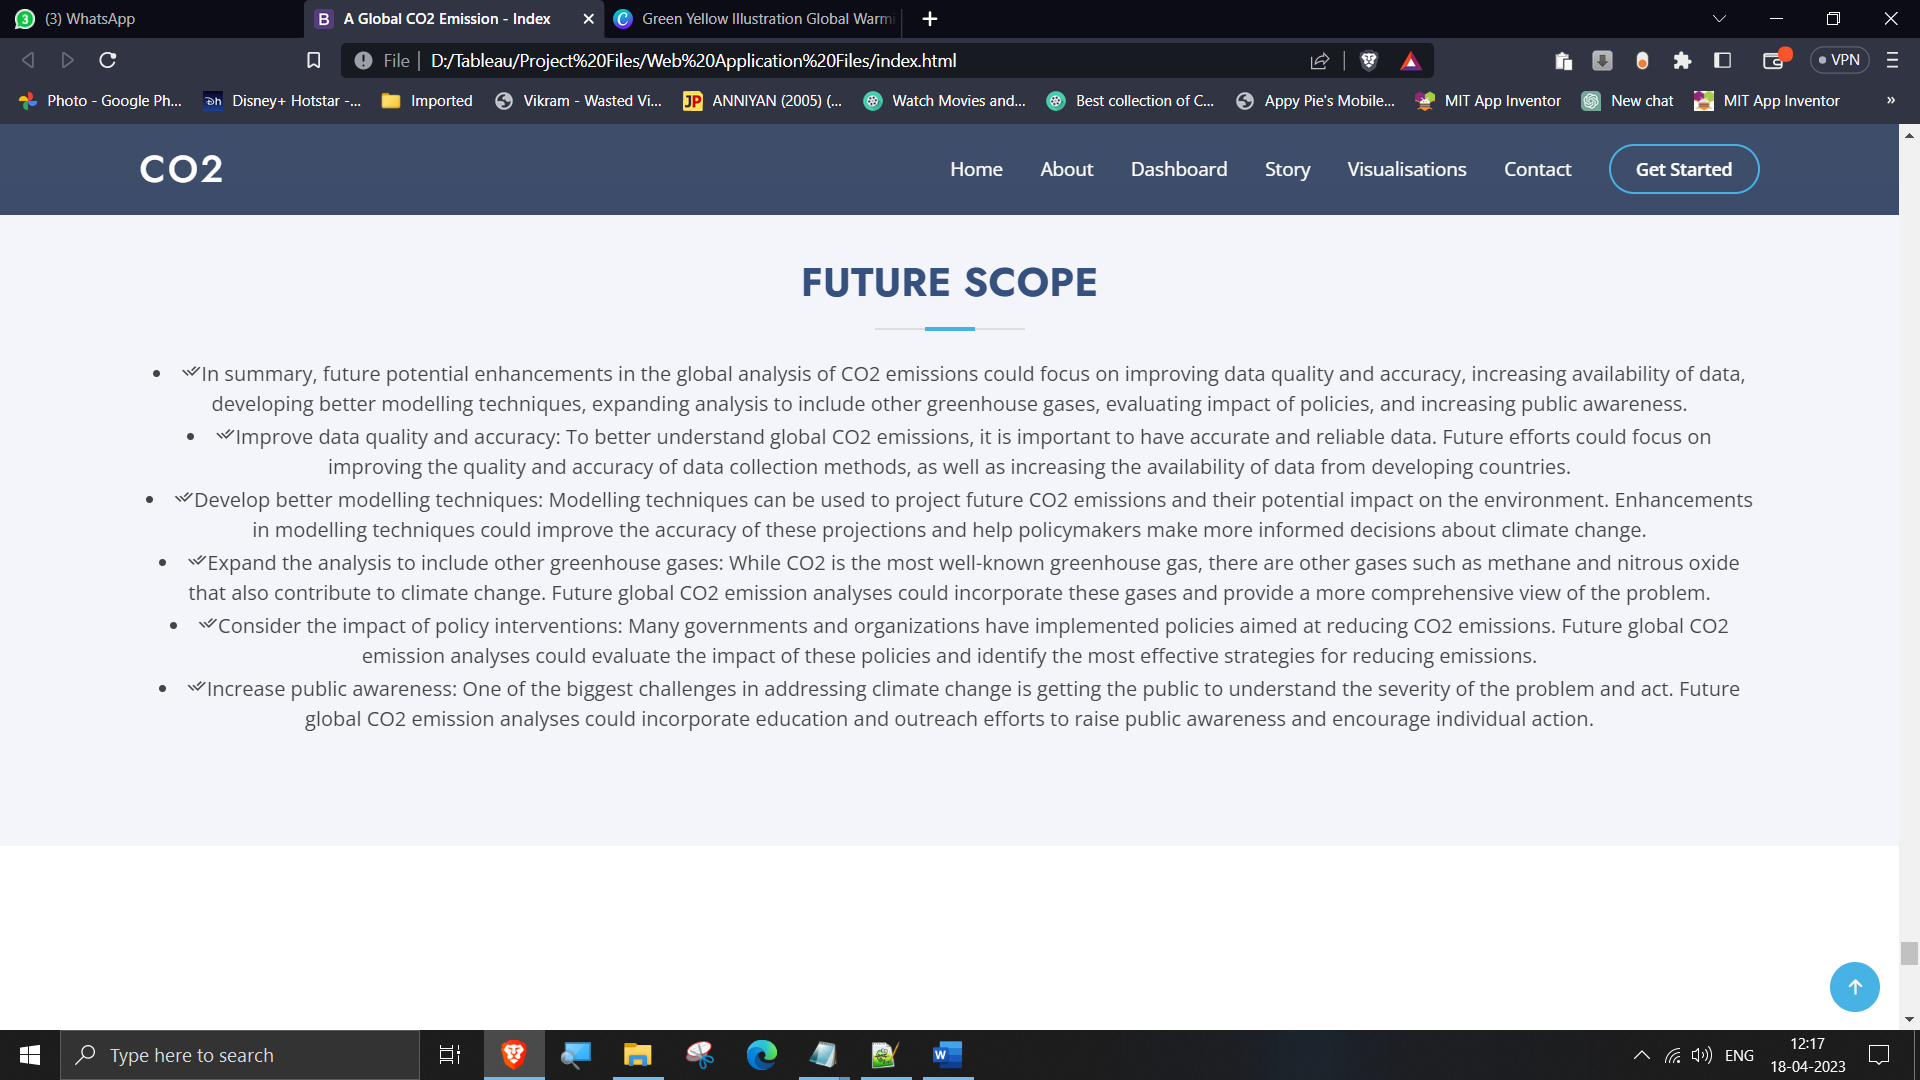 (3) WhatsApp
A Global CO2 Emission - Index
Green Yellow Illustration Global Warmi
File
D:/Tableau/Project%20Files/Web%20Application%20Files/index.html
VPN
Photo - Google Ph...
Disney+ Hotstar -...
Imported
Vikram - Wasted Vi...
ANNIYAN (2005) (...
Watch Movies and...
Best collection of C...
Appy Pie's Mobile...
MIT App Inventor
New chat
MIT App Inventor
»
CO2
Home
About
Dashboard
Story
Visualisations
Contact
Get Started
FUTURE SCOPE
In summary, future potential enhancements in the global analysis of CO2 emissions could focus on improving data quality and accuracy, increasing availability of data,
developing better modelling techniques, expanding analysis to include other greenhouse gases, evaluating impact of policies, and increasing public awareness.
Improve data quality and accuracy: To better understand global CO2 emissions, it is important to have accurate and reliable data. Future efforts could focus on
improving the quality and accuracy of data collection methods, as well as increasing the availability of data from developing countries.
Develop better modelling techniques: Modelling techniques can be used to project future CO2 emissions and their potential impact on the environment. Enhancements
in modelling techniques could improve the accuracy of these projections and help policymakers make more informed decisions about climate change.
Expand the analysis to include other greenhouse gases: While CO2 is the most well-known greenhouse gas, there are other gases such as methane and nitrous oxide
that also contribute to climate change. Future global CO2 emission analyses could incorporate these gases and provide a more comprehensive view of the problem.
Consider the impact of policy interventions: Many governments and organizations have implemented policies aimed at reducing CO2 emissions. Future global CO2
emission analyses could evaluate the impact of these policies and identify the most effective strategies for reducing emissions.
Increase public awareness: One of the biggest challenges in addressing climate change is getting the public to understand the severity of the problem and act. Future
global CO2 emission analyses could incorporate education and outreach efforts to raise public awareness and encourage individual action.
Type here to search
ENG
12:17
18-04-2023